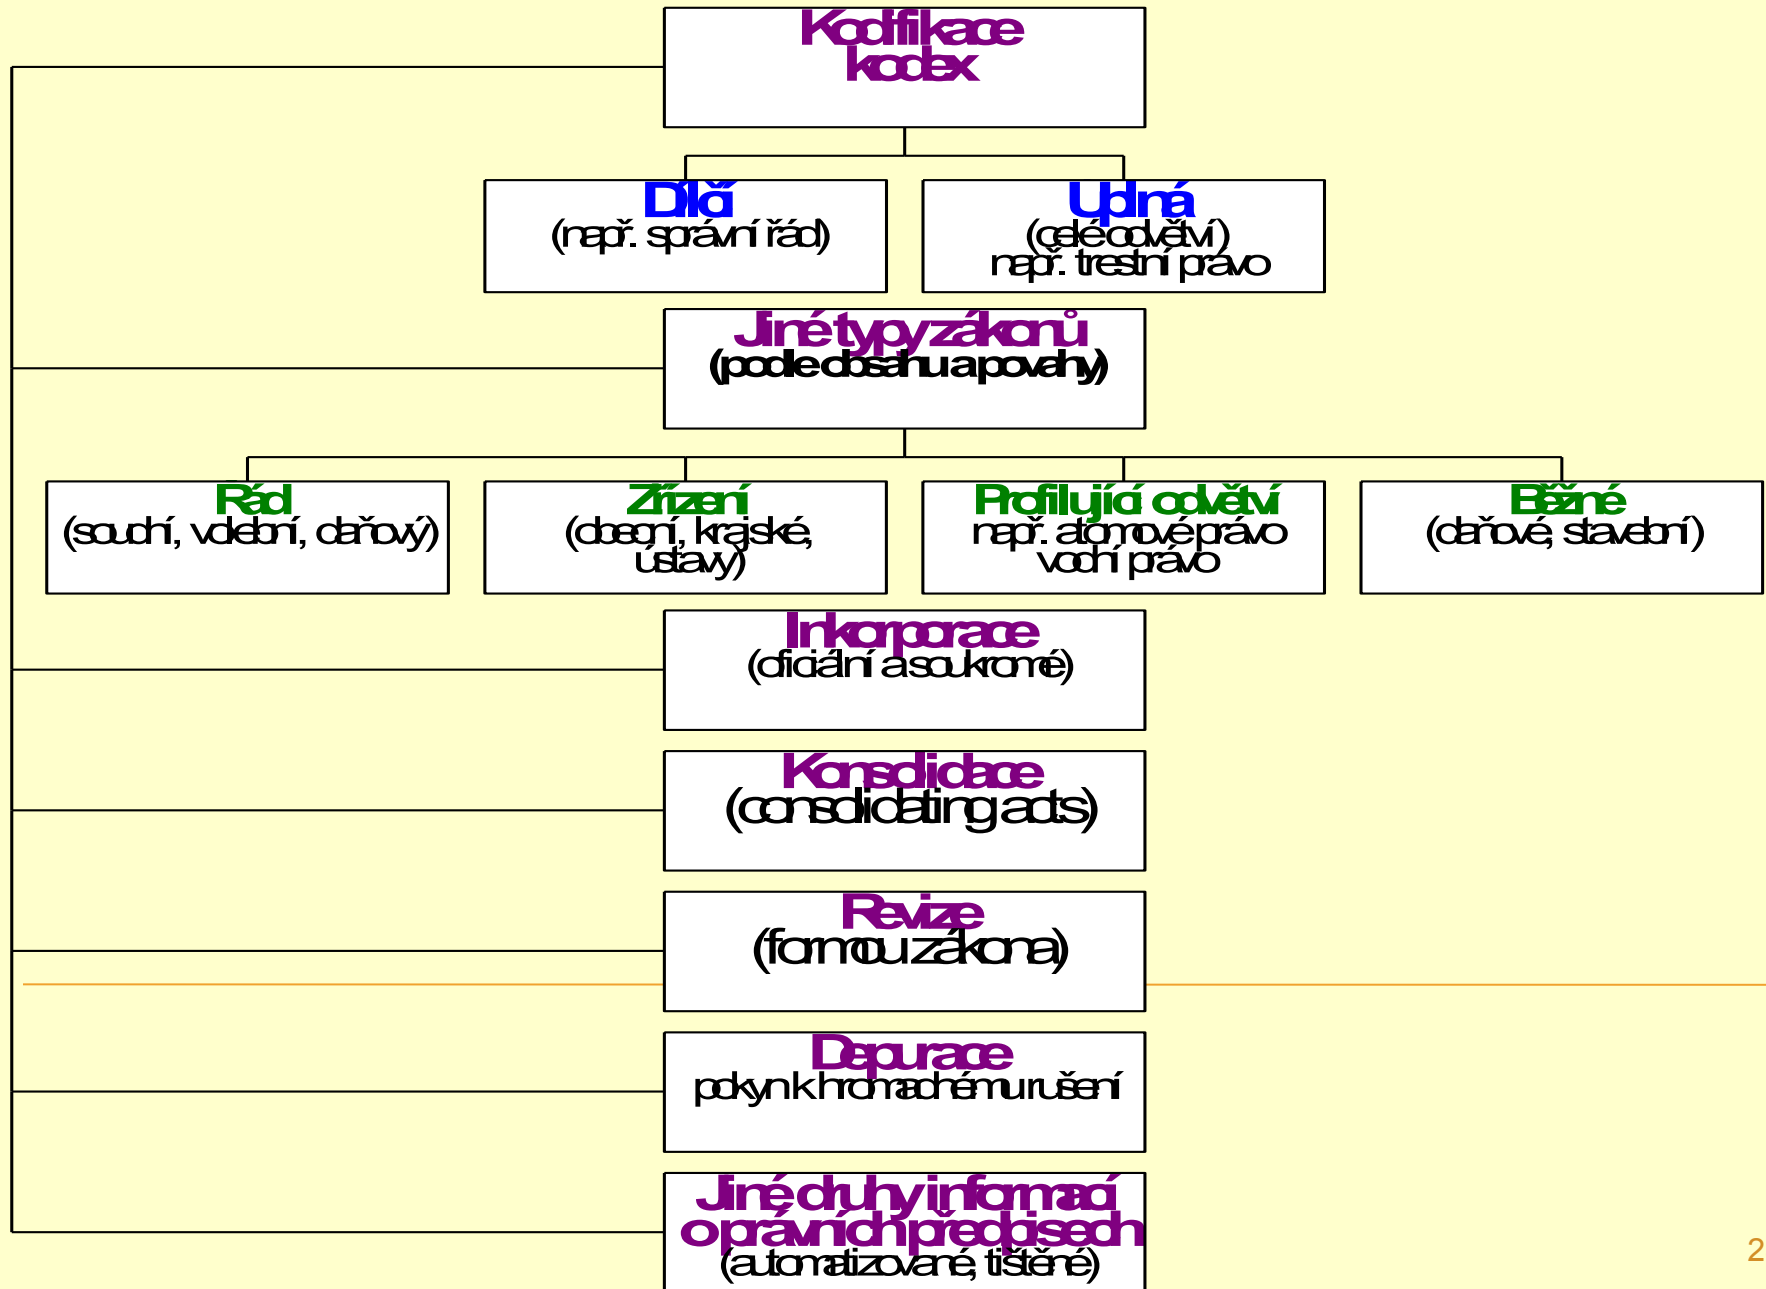 Kodifikace
kodex
Dílčí
(např. správní řád)
Uplná
(celé odvětví)
např. trestní právo
Jiné typy zákonů
(podle obsahu a povahy)
Řád
(soudní, volební, daňový)
Zřízení
(obecní, krajské,
ústavy)
Profilující odvětví
např. atomové právo
vodní právo
Běžné
(daňové, stavební)
Inkorporace
(oficiální a soukromé)
Konsolidace
(consolidating acts)
Revize
(formou zákona)
Depurace
pokyn k hromadnému rušení
Jiné druhy informací
o právních předpisech
(automatizované, tištěné)
2